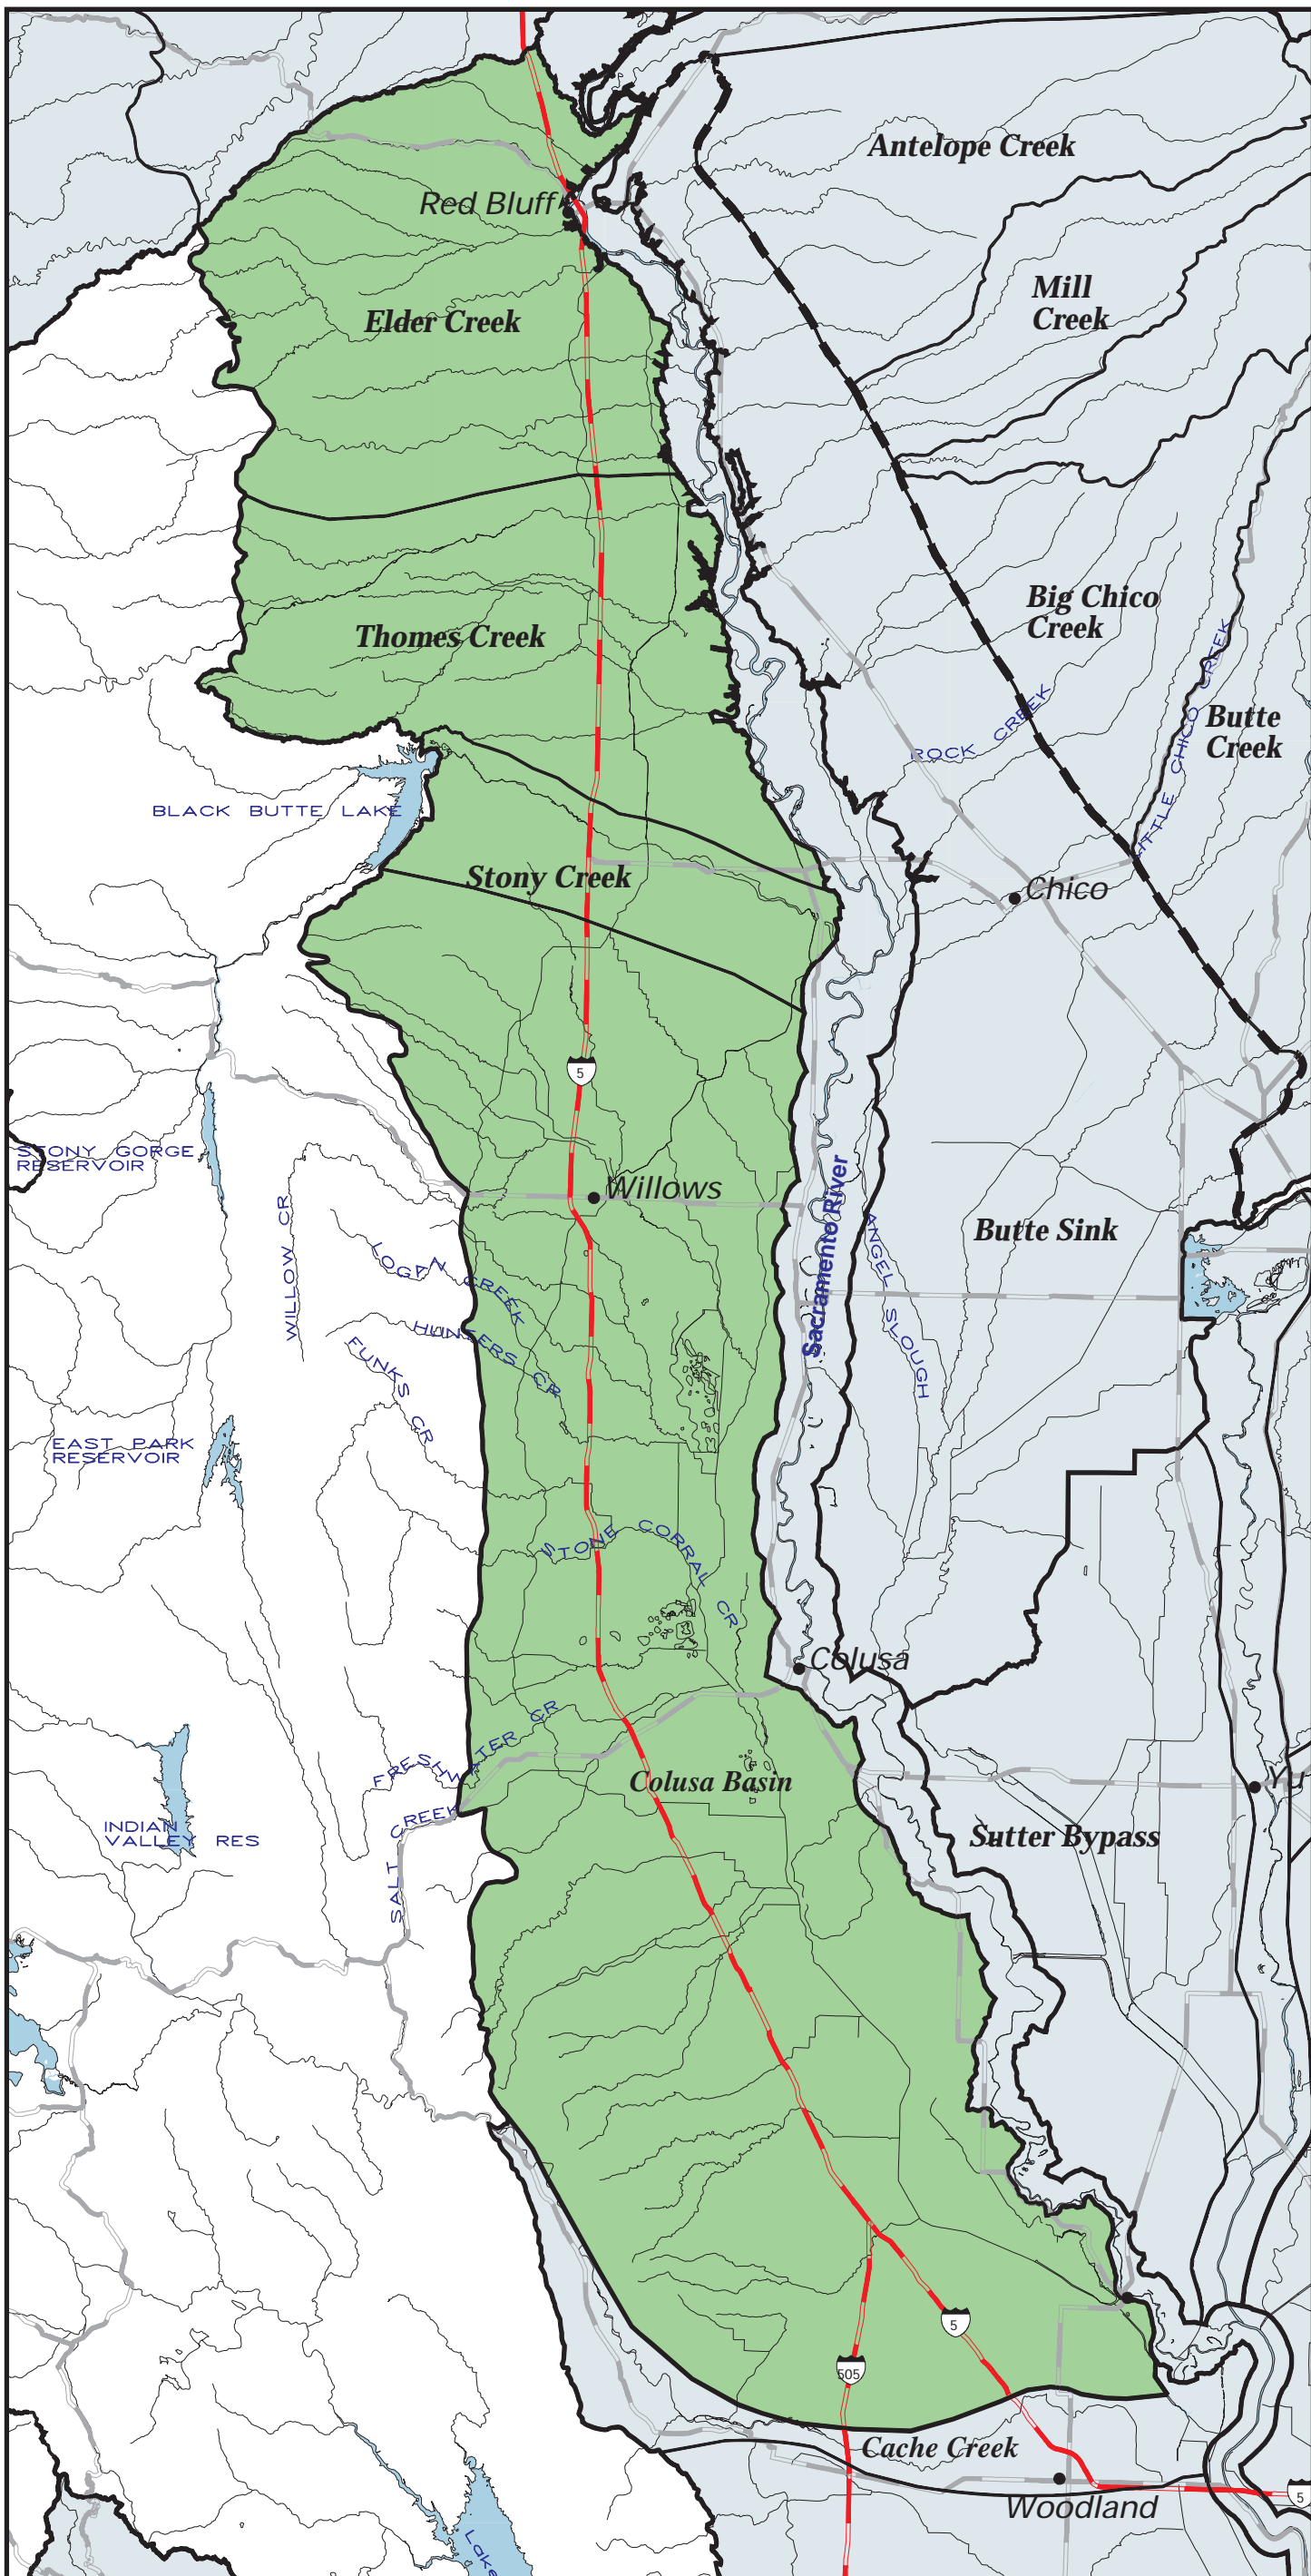 Antelope Creek
Red Bluff
Mill
Creek
Elder Creek
Big Chico
Creek
Thomes Creek
LITTLE CHICO CREEK
ROCK CREEK
Butte
Creek
BLACK BUTTE LAKE
Stony Creek
Chico
5
STONY GORGE
RESERVOIR
Willows
WILLOW CR
Sacramento River
ANGEL SLOUGH
Butte Sink
LOGAN CREEK
HUNTERS CR
FUNKS CR
EAST PARK
RESERVOIR
STONE CORRAL CR
Colusa
FRESHWATER CR
Colusa Basin
Yu
SALT CREEK
INDIAN
VALLEY RES
Sutter Bypass
5
505
Cache Creek
Woodland
5
Lake